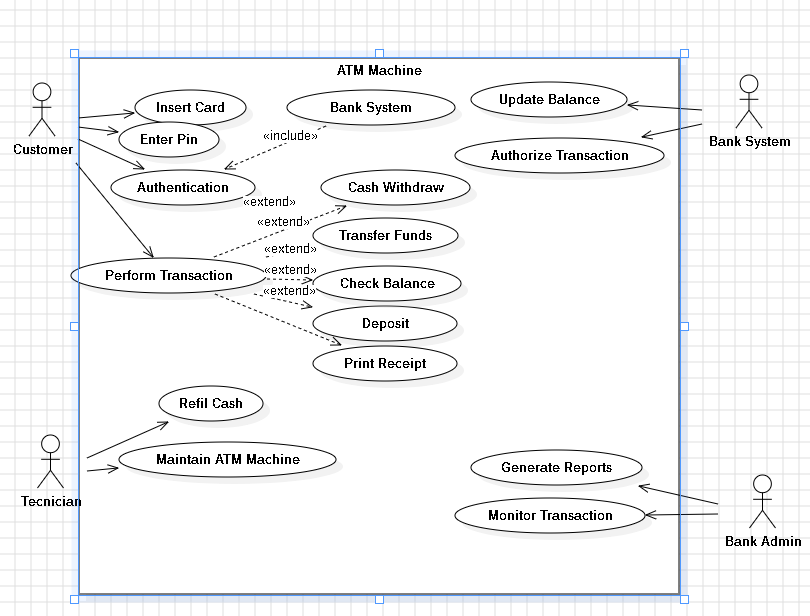 ATM Machine
Insert Card
Bank System
Update Balance
Enter Pin
«include»
Customer
Bank System
Authorize Transaction
Authentication
Cash Withdraw
«extend»
«extend»
Transfer Funds
«extend»
Perform Transaction
«extend»
Check Balance
«extend»
Deposit
Print Receipt
Refil Cash
Maintain ATM Machine
Generate Reports
Tecnician
Monitor Transaction
Bank Admin